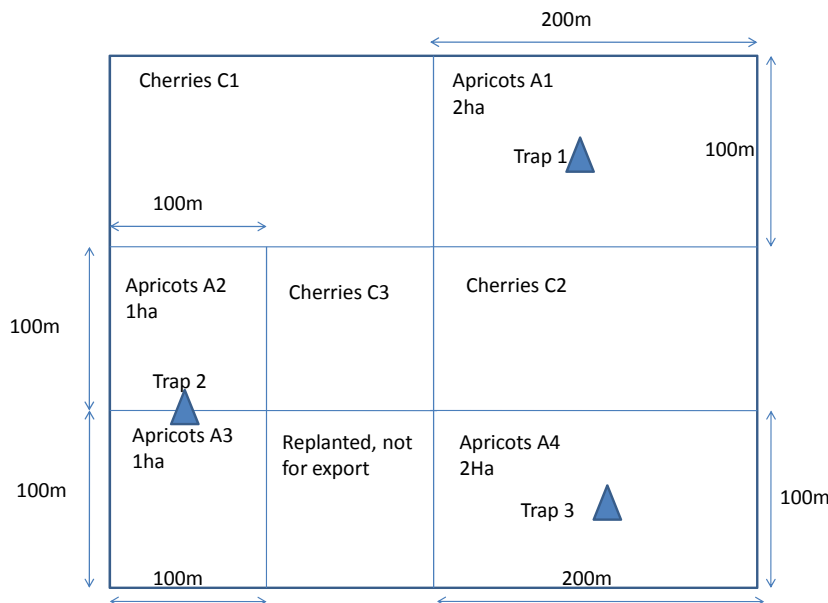 200m
Cherries C1
Apricots A1
2ha
Trap 1
100m
100m
Apricots A2
1ha
Cherries C3
Cherries C2
100m
Trap 2
Apricots A3
1ha
Replanted, not
for export
Apricots A4
2Ha
100m
Trap 3
100m
100m
200m